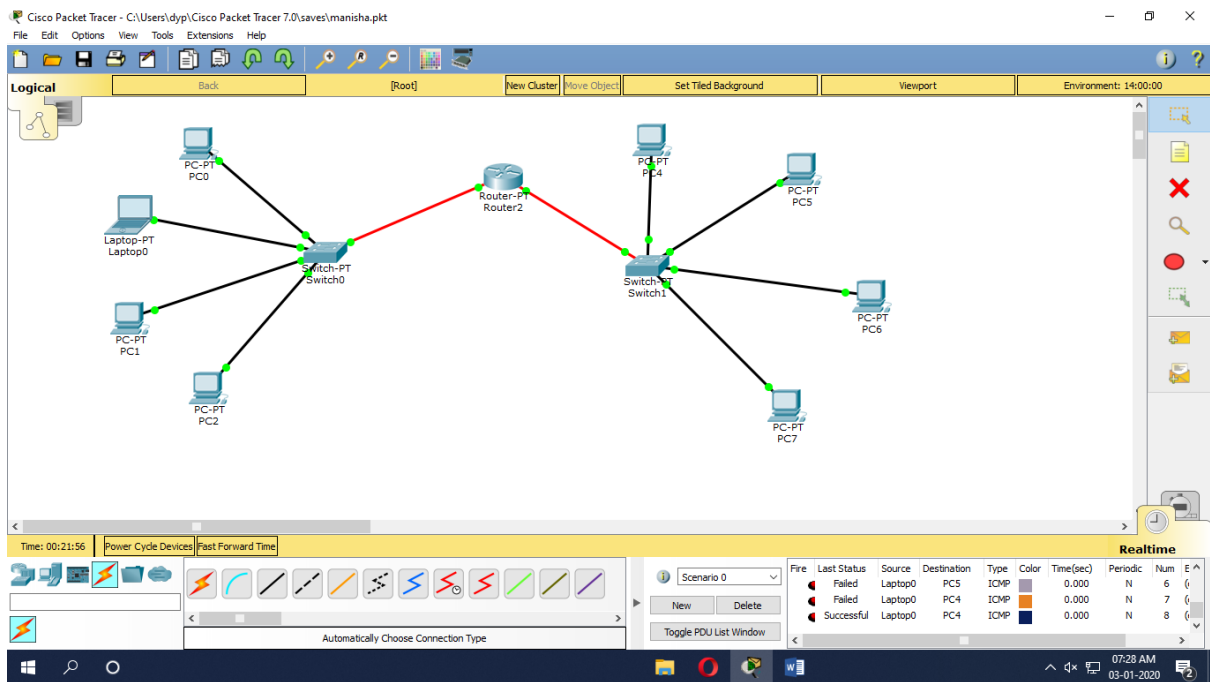 Cisco Packet Tracer - C:\Users\dyp\Cisco Packet Tracer 7.0\saves\manisha.pkt
File Edit Options View Tools Extensions Help
Logical Back [Root] New Cluster Move Object Set Tiled Background Viewport Environment: 14:00:00
PC-PT
PC0
Laptop-PT
Laptop0
PC-PT
PC1
PC-PT
PC2
Switch-PT
Switch0
Router-PT
Router2
PC-PT
PC4
PC-PT
PC5
Switch-PT
Switch1
PC-PT
PC6
PC-PT
PC7
Time: 00:21:56 Power Cycle Devices Fast Forward Time
Realtime
Automatically Choose Connection Type
Scenario 0
New Delete
Toggle PDU List Window
Fire Last Status Source Destination Type Color Time(sec) Periodic Num
Failed Laptop0 PC5 ICMP 0.000 N 6
Failed Laptop0 PC4 ICMP 0.000 N 7
Successful Laptop0 PC4 ICMP 0.000 N 8
07:28 AM
03-01-2020
2